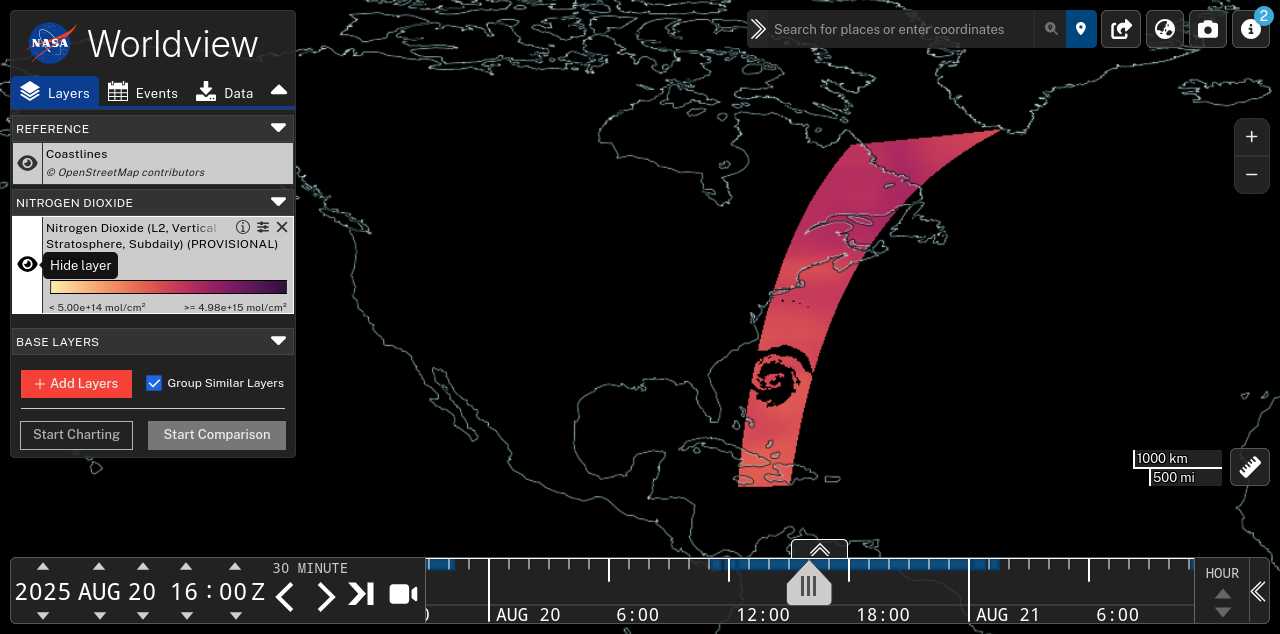 NASA
Worldview
Layers
Events
Data
REFERENCE
Coastlines
© OpenStreetMap contributors
NITROGEN DIOXIDE
Nitrogen Dioxide (L2, Vertical
Stratosphere, Subdaily) (PROVISIONAL)
Hide layer
< 5.00e+14 mol/cm²
>= 4.98e+15 mol/cm²
BASE LAYERS
+ Add Layers
Group Similar Layers
Start Charting
Start Comparison
Search for places or enter coordinates
2
+
−
1000 km
500 mi
2025 AUG 20 16 : 00 Z
30 MINUTE
AUG 20
6:00
12:00
18:00
AUG 21
6:00
HOUR